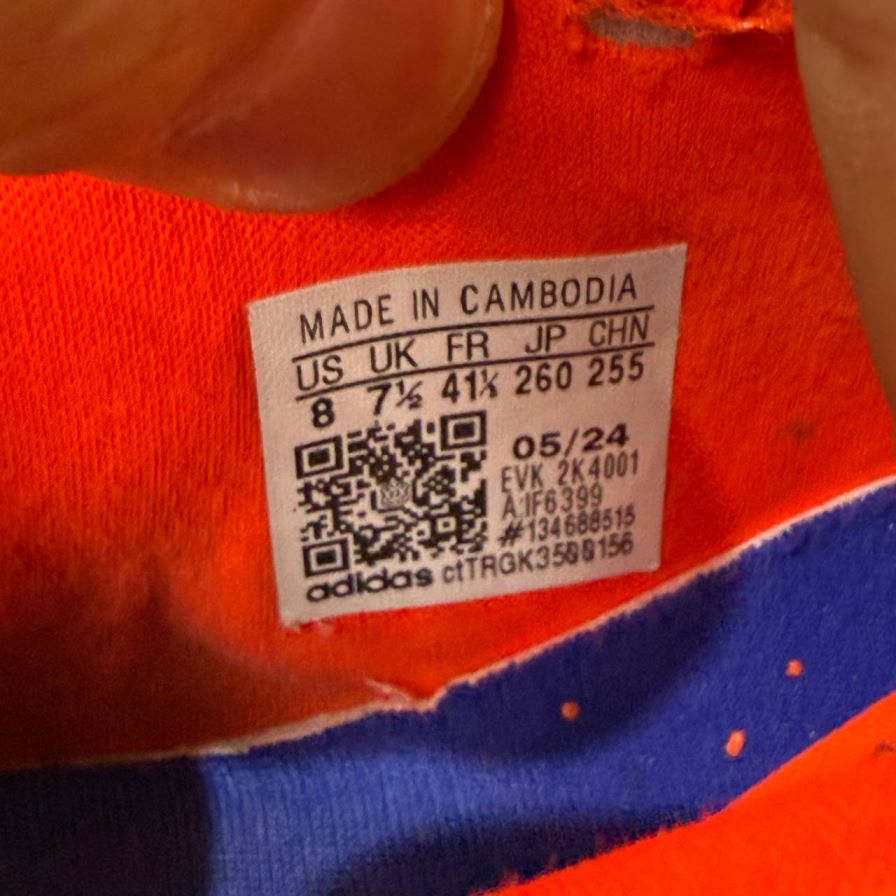 MADE IN CAMBODIA
US UK FR JP CHN
8 7½ 41⅓ 260 255
05/24
EVK 2K4001
A:IF6399
#134688515
adidas ctTRGK3500156